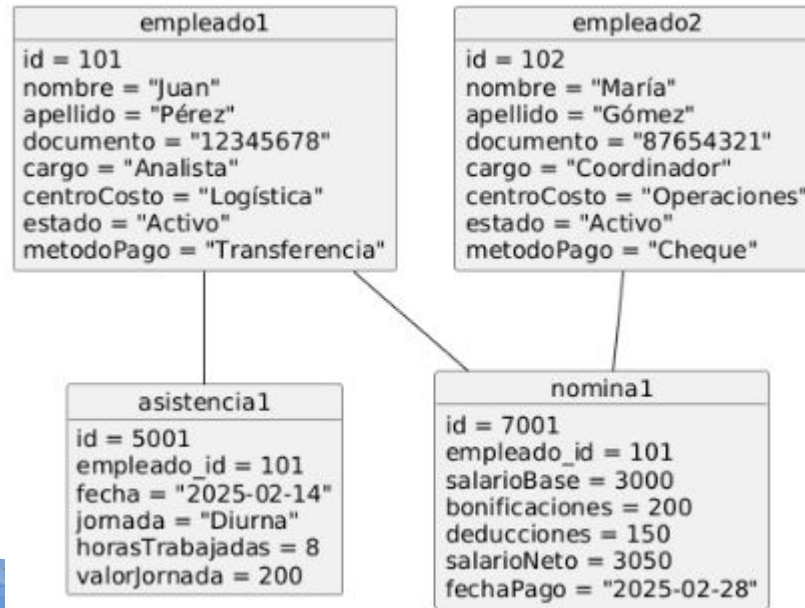 empleado1
id = 101
nombre = "Juan"
apellido = "Pérez"
documento = "12345678"
cargo = "Analista"
centroCosto = "Logística"
estado = "Activo"
metodoPago = "Transferencia"
empleado2
id = 102
nombre = "María"
apellido = "Gómez"
documento = "87654321"
cargo = "Coordinador"
centroCosto = "Operaciones"
estado = "Activo"
metodoPago = "Cheque"
asistencia1
id = 5001
empleado_id = 101
fecha = "2025-02-14"
jornada = "Diurna"
horasTrabajadas = 8
valorJornada = 200
nomina1
id = 7001
empleado_id = 101
salarioBase = 3000
bonificaciones = 200
deducciones = 150
salarioNeto = 3050
fechaPago = "2025-02-28"